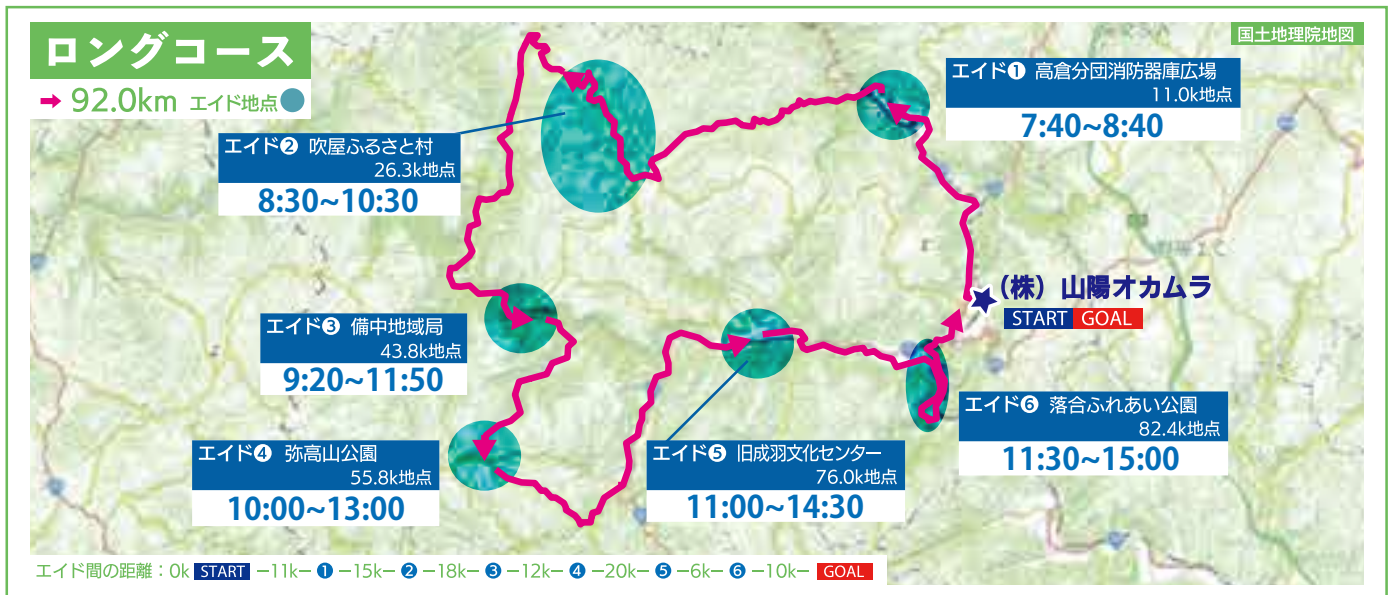 ロングコース
→ 92.0km エイド地点
国土地理院地図
エイド❶ 高倉分団消防器庫広場
11.0k地点
7:40~8:40
エイド❷ 吹屋ふるさと村
26.3k地点
8:30~10:30
(株) 山陽オカムラ
START GOAL
エイド❸ 備中地域局
43.8k地点
9:20~11:50
エイド❹ 弥高山公園
55.8k地点
10:00~13:00
エイド❺ 旧成羽文化センター
76.0k地点
11:00~14:30
エイド❻ 落合ふれあい公園
82.4k地点
11:30~15:00
エイド間の距離:0k START −11k− ❶ −15k− ❷ −18k− ❸ −12k− ❹ −20k− ❺ −6k− ❻ −10k− GOAL